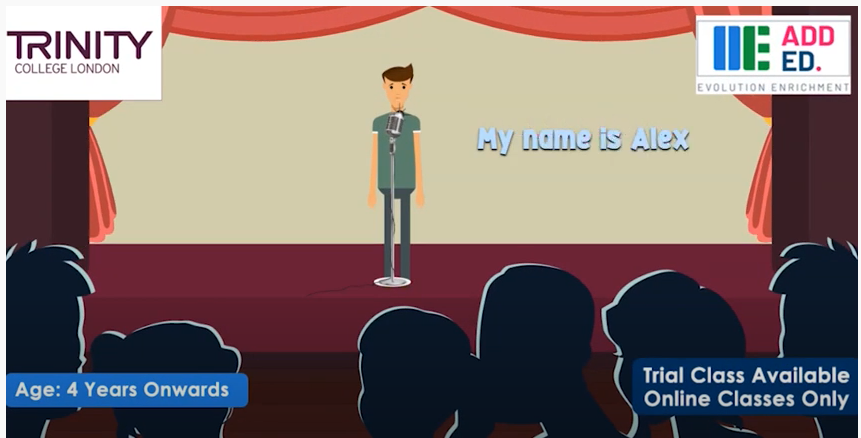 TRINITY
COLLEGE LONDON
ADD
ED.
EVOLUTION ENRICHMENT
My name is Alex
Age: 4 Years Onwards
Trial Class Available
Online Classes Only